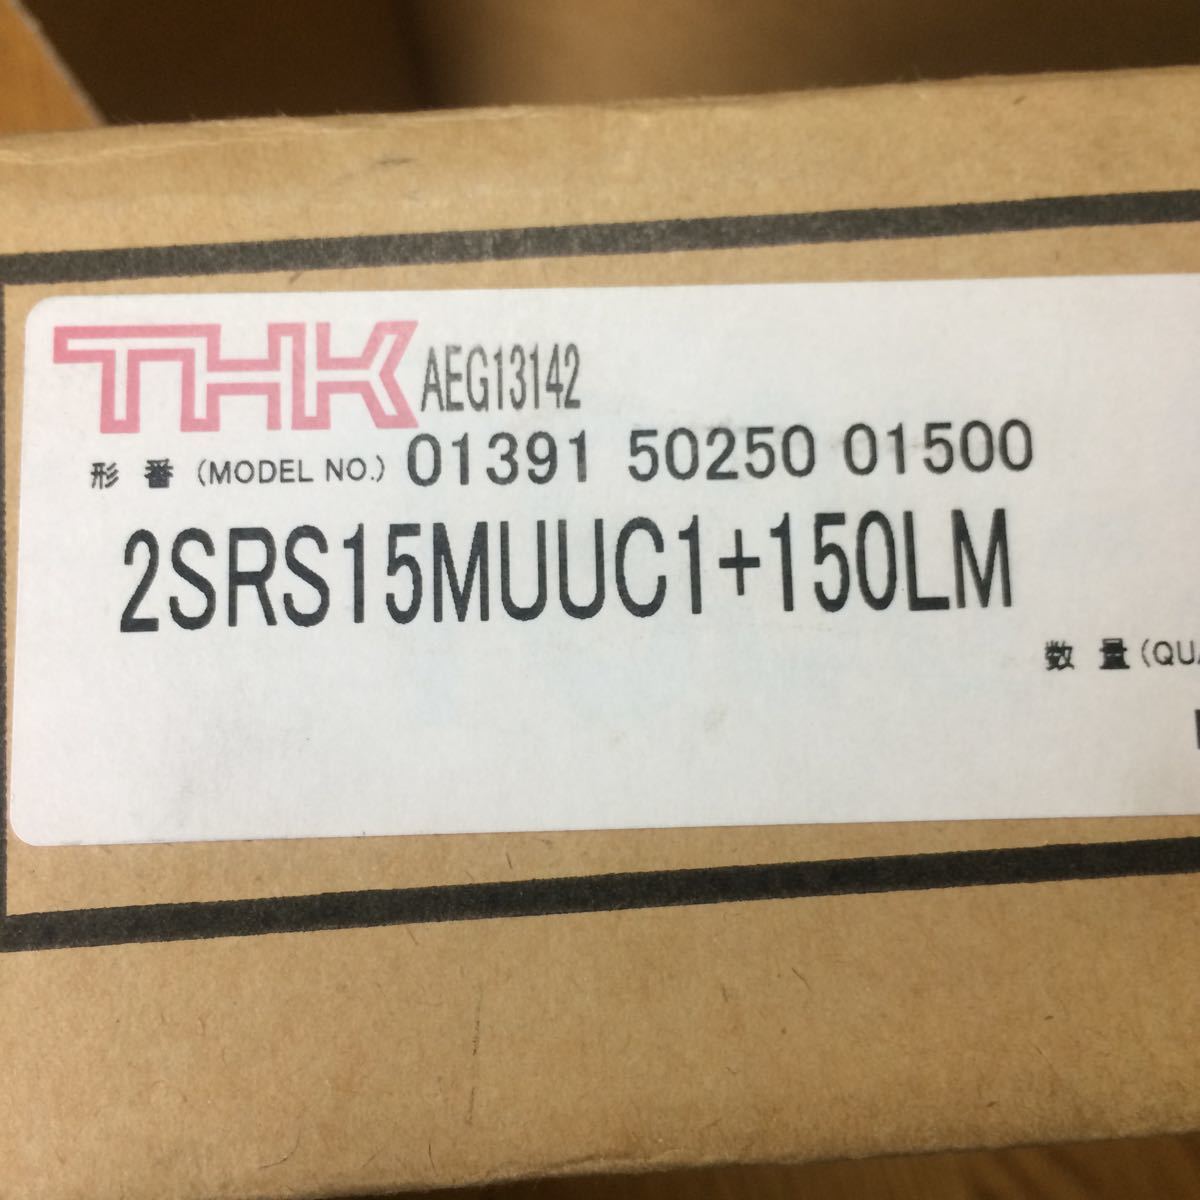 THK AEG13142
形番 (MODEL NO.) 01391 50250 01500
2SRS15MUUC1+150LM
数量 (QUA